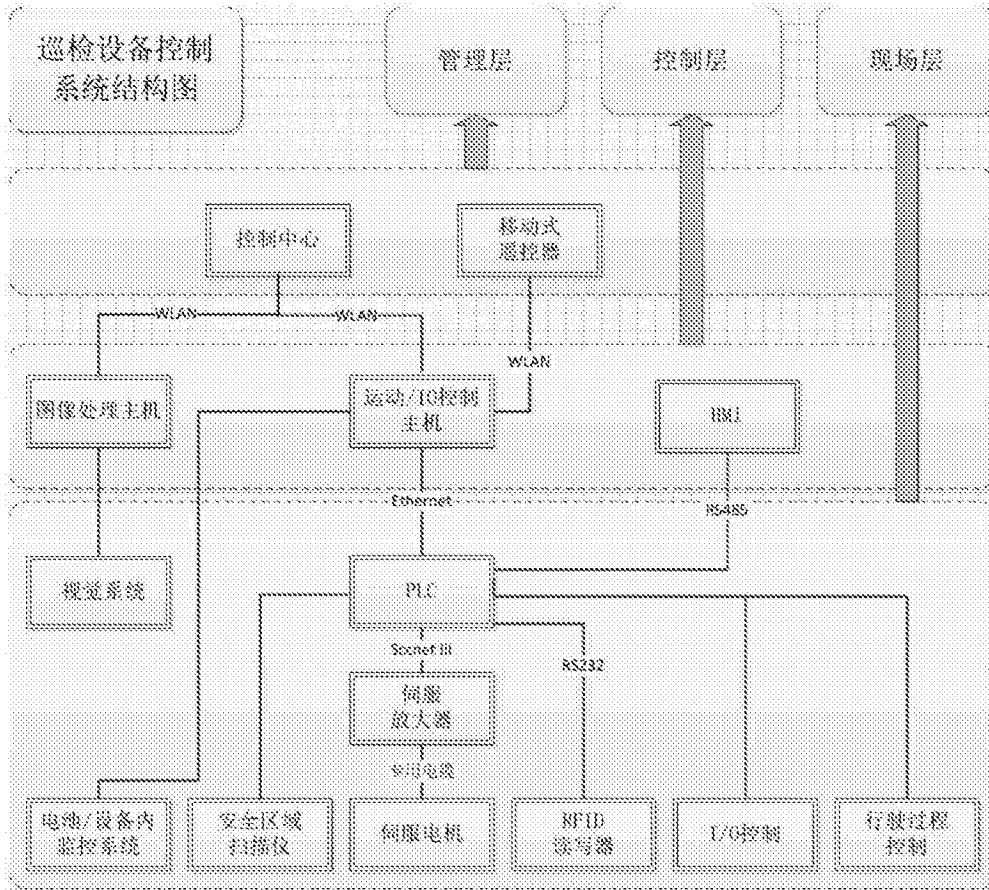 巡检设备控制
系统结构图
管理层
控制层
现场层
控制中心
移动式
遥控器
WLAN
WLAN
WLAN
图像处理主机
运动/IO控制
主机
HMI
Ethernet
RS485
视觉系统
PLC
Sscnet III
RS232
伺服
放大器
专用电缆
电池/设备内
监控系统
安全区域
扫描仪
伺服电机
RFID
读写器
I/O控制
行驶过程
控制